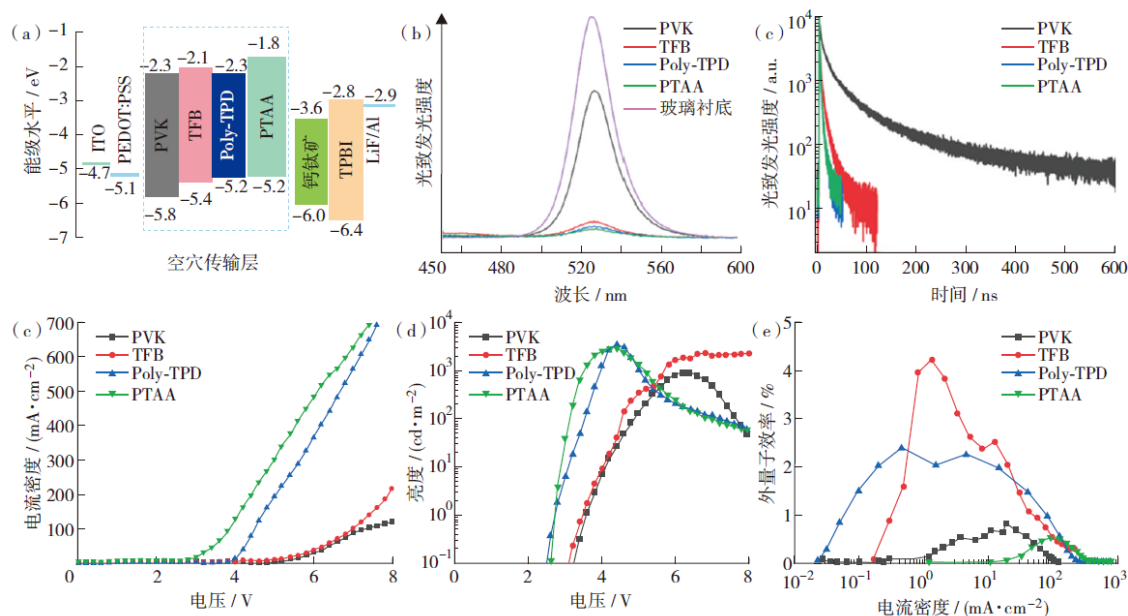 (a)
能级水平 / eV
-1
-2
-3
-4
-5
-6
-7
ITO
-4.7
PEDOT:PSS
-5.1
-2.3
PVK
-5.8
-2.1
TFB
-5.4
-2.3
Poly-TPD
-5.2
-1.8
PTAA
-5.2
-3.6
钙钛矿
-6.0
-2.8
TPBI
-6.4
-2.9
LiF/Al
空穴传输层
(b)
光致发光强度
PVK
TFB
Poly-TPD
PTAA
玻璃衬底
450 480 520 560 600
波长 / nm
(c)
光致发光强度 / a.u.
10⁴
10³
10²
10¹
PVK
TFB
Poly-TPD
PTAA
0 100 200 300 400 500 600
时间 / ns
(c)
电流密度 / (mA·cm⁻²)
700
600
500
400
300
200
100
PVK
TFB
Poly-TPD
PTAA
0 2 4 6 8
电压 / V
(d)
亮度 / (cd·m⁻²)
10⁴
10³
10²
10¹
10⁰
10⁻¹
PVK
TFB
Poly-TPD
PTAA
0 2 4 6 8
电压 / V
(e)
外量子效率 / %
5
4
3
2
1
0
PVK
TFB
Poly-TPD
PTAA
10⁻² 10⁻¹ 10⁰ 10¹ 10² 10³
电流密度 / (mA·cm⁻²)